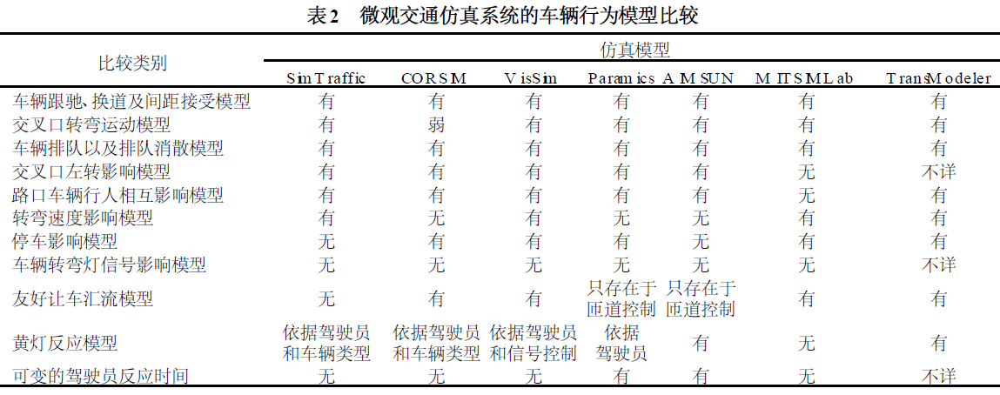 表 2 微观交通仿真系统的车辆行为模型比较
比较类别 仿真模型
SimTraffic CORSIM VisSim Paramics AIMSUN MITSIMLab TransModeler
车辆跟驰、换道及间距接受模型 有 有 有 有 有 有 有
交叉口转弯运动模型 有 弱 有 有 有 有 有
车辆排队以及排队消散模型 有 有 有 有 有 有 有
交叉口左转影响模型 有 有 有 有 有 无 不详
路口车辆行人相互影响模型 有 有 有 有 有 无 有
转弯速度影响模型 有 无 有 无 无 有 有
停车影响模型 无 有 有 有 无 有 有
车辆转弯灯信号影响模型 无 无 无 无 无 无 不详
友好让车汇流模型 无 有 有 只存在于匝道控制 只存在于匝道控制 有 有
黄灯反应模型 依据驾驶员和车辆类型 依据驾驶员和车辆类型 依据驾驶员和信号控制 依据驾驶员 有 无 有
可变的驾驶员反应时间 无 无 无 有 有 无 不详